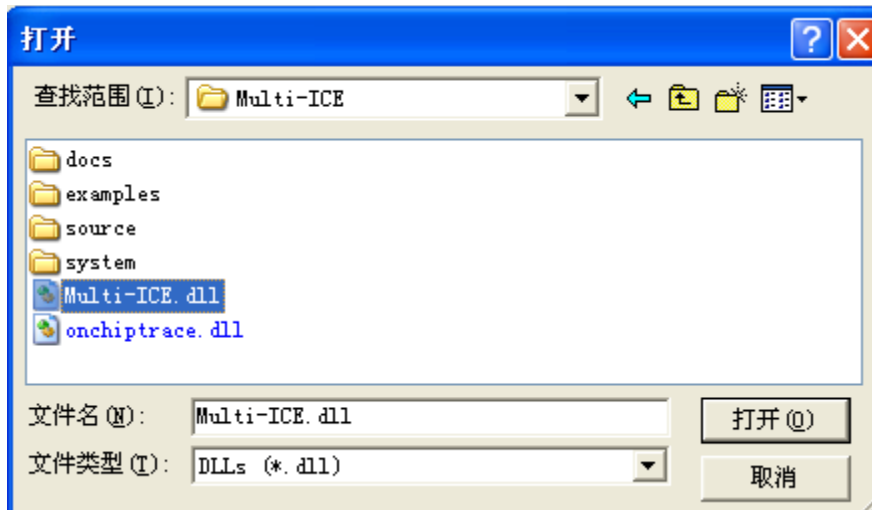 打开
查找范围(I): Multi-ICE
docs
examples
source
system
Multi-ICE.dll
onchiptrace.dll
文件名(N): Multi-ICE.dll 打开(O)
文件类型(T): DLLs (*.dll) 取消